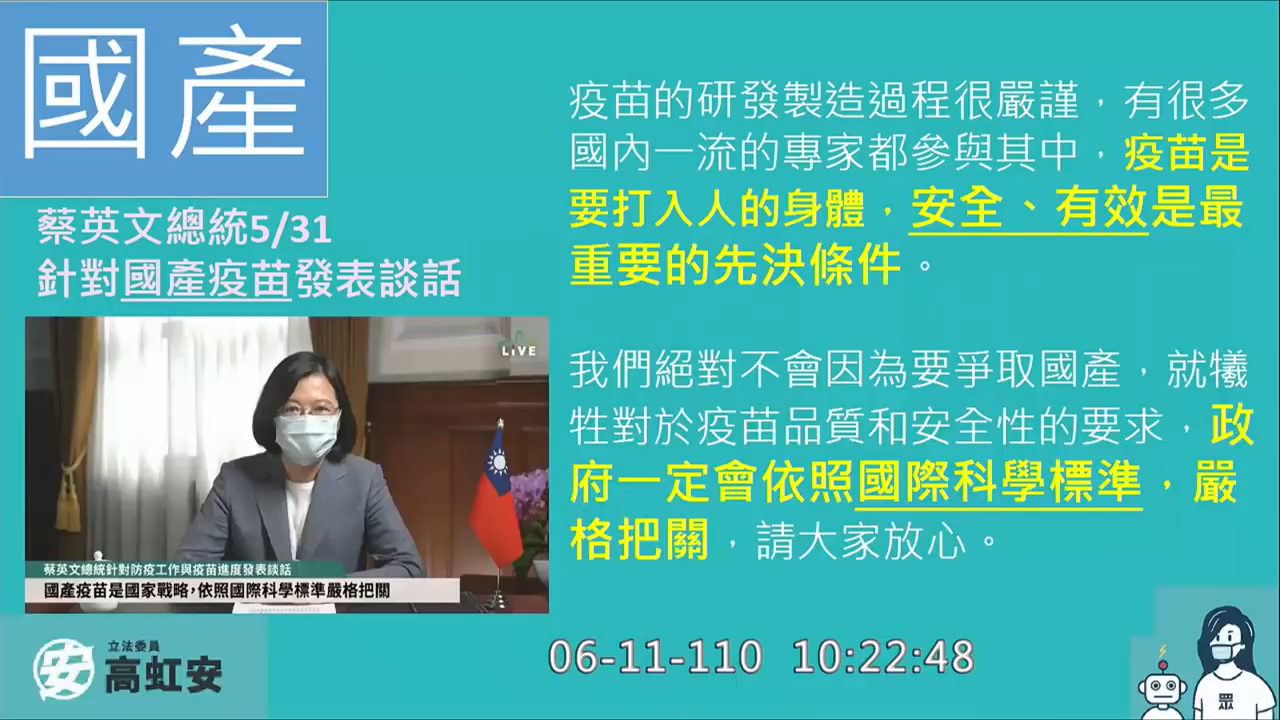 國產
蔡英文總統5/31
針對國產疫苗發表談話
LIVE
蔡英文總統針對防疫工作與疫苗進度發表談話
國產疫苗是國家戰略,依照國際科學標準嚴格把關
疫苗的研發製造過程很嚴謹，有很多
國內一流的專家都參與其中，疫苗是
要打入人的身體，安全、有效是最
重要的先決條件。
我們絕對不會因為要爭取國產，就犧
牲對於疫苗品質和安全性的要求，政
府一定會依照國際科學標準，嚴
格把關，請大家放心。
安
立法委員
高虹安
06-11-110 10:22:48
眾